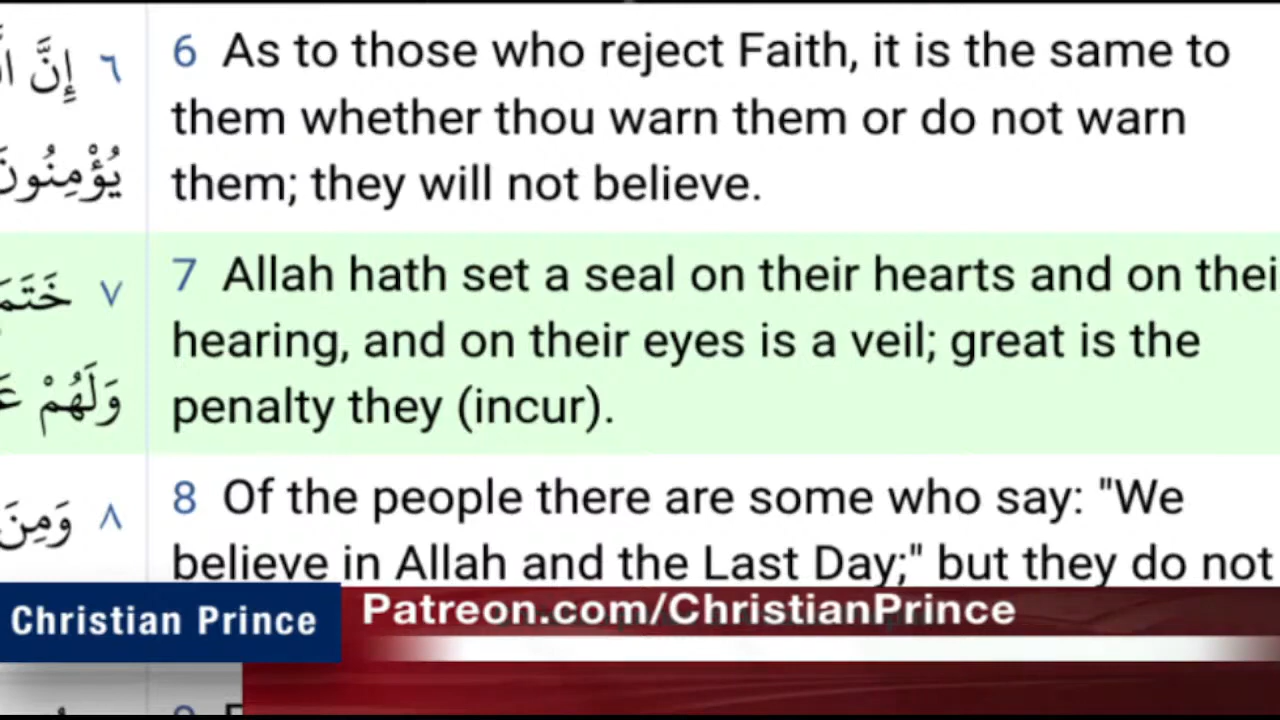 6 As to those who reject Faith, it is the same to
٦ إِنَّ
them whether thou warn them or do not warn
them; they will not believe.
يُؤْمِنُونَ
7 Allah hath set a seal on their hearts and on thei
٧
hearing, and on their eyes is a veil; great is the
penalty they (incur).
وَلَهُمْ
8 Of the people there are some who say: "We
٨ وَمِنَ
believe in Allah and the Last Day;" but they do not
Christian Prince
Patreon.com/ChristianPrince